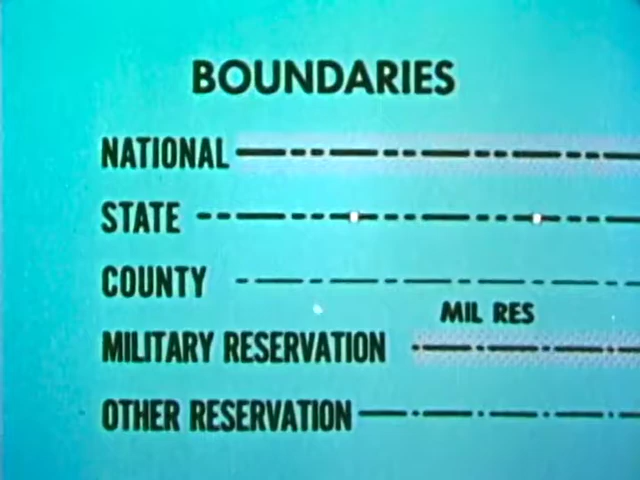 BOUNDARIES
NATIONAL
STATE
COUNTY
MIL RES
MILITARY RESERVATION
OTHER RESERVATION